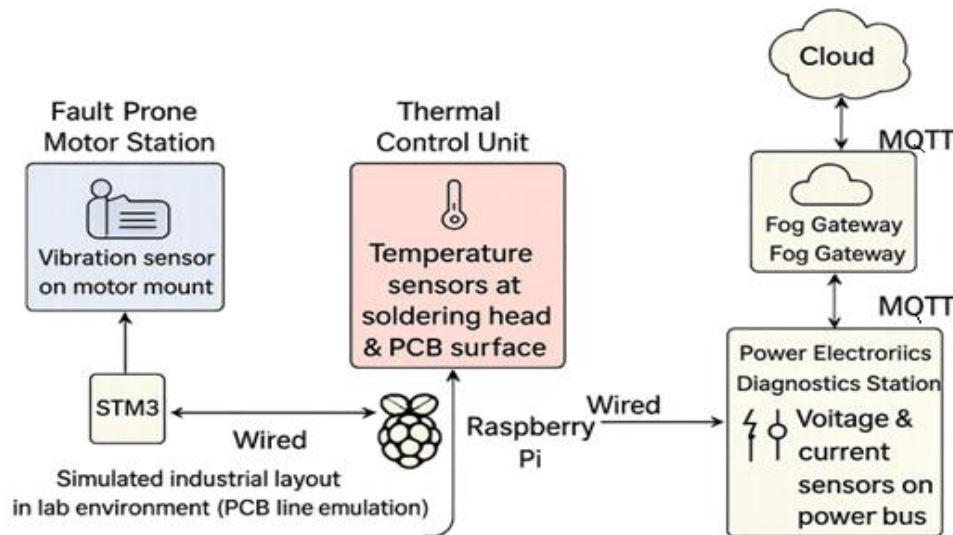 Cloud
MQTT
Fog Gateway
Fog Gateway
MQTT
Fault Prone
Motor Station
Vibration sensor
on motor mount
Thermal
Control Unit
Temperature
sensors at
soldering head
& PCB surface
STM3
Wired
Raspberry
Pi
Wired
Simulated industrial layout
in lab environment (PCB line emulation)
Power Electroriics
Diagnostics Station
Voltage &
current
sensors on
power bus